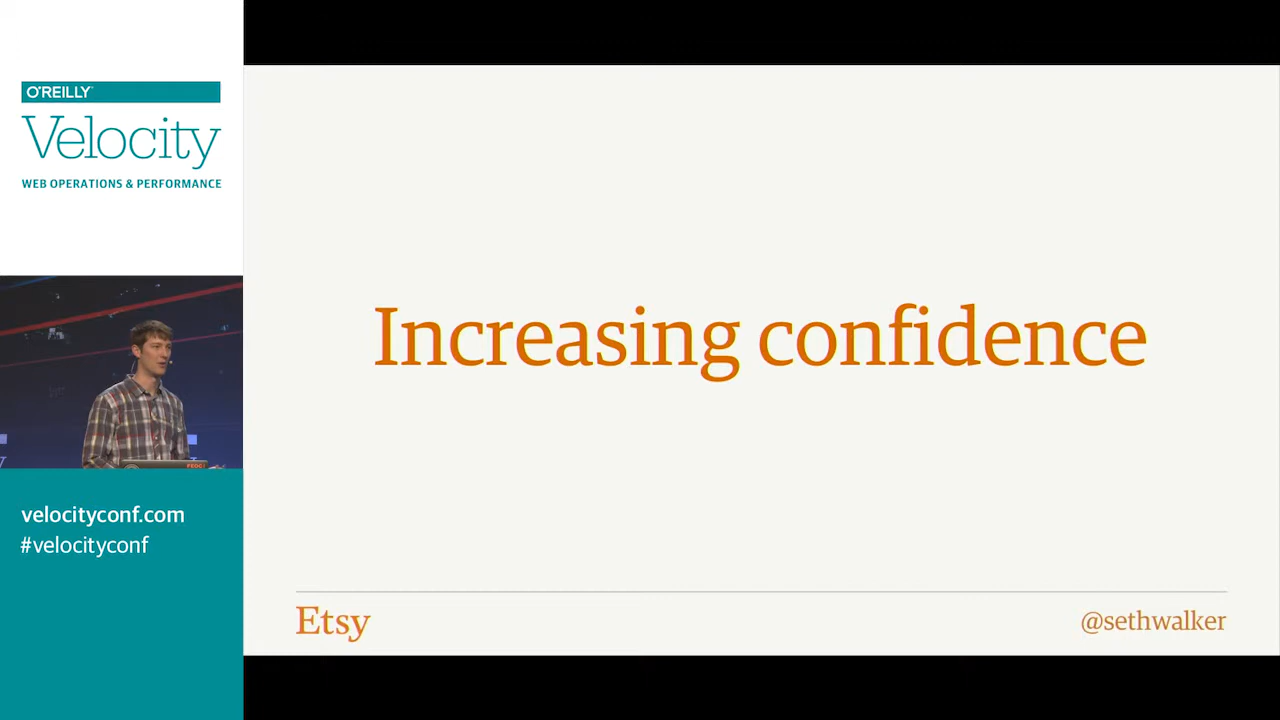 O'REILLY
Velocity
WEB OPERATIONS & PERFORMANCE
velocityconf.com
#velocityconf
Increasing confidence
Etsy
@sethwalker